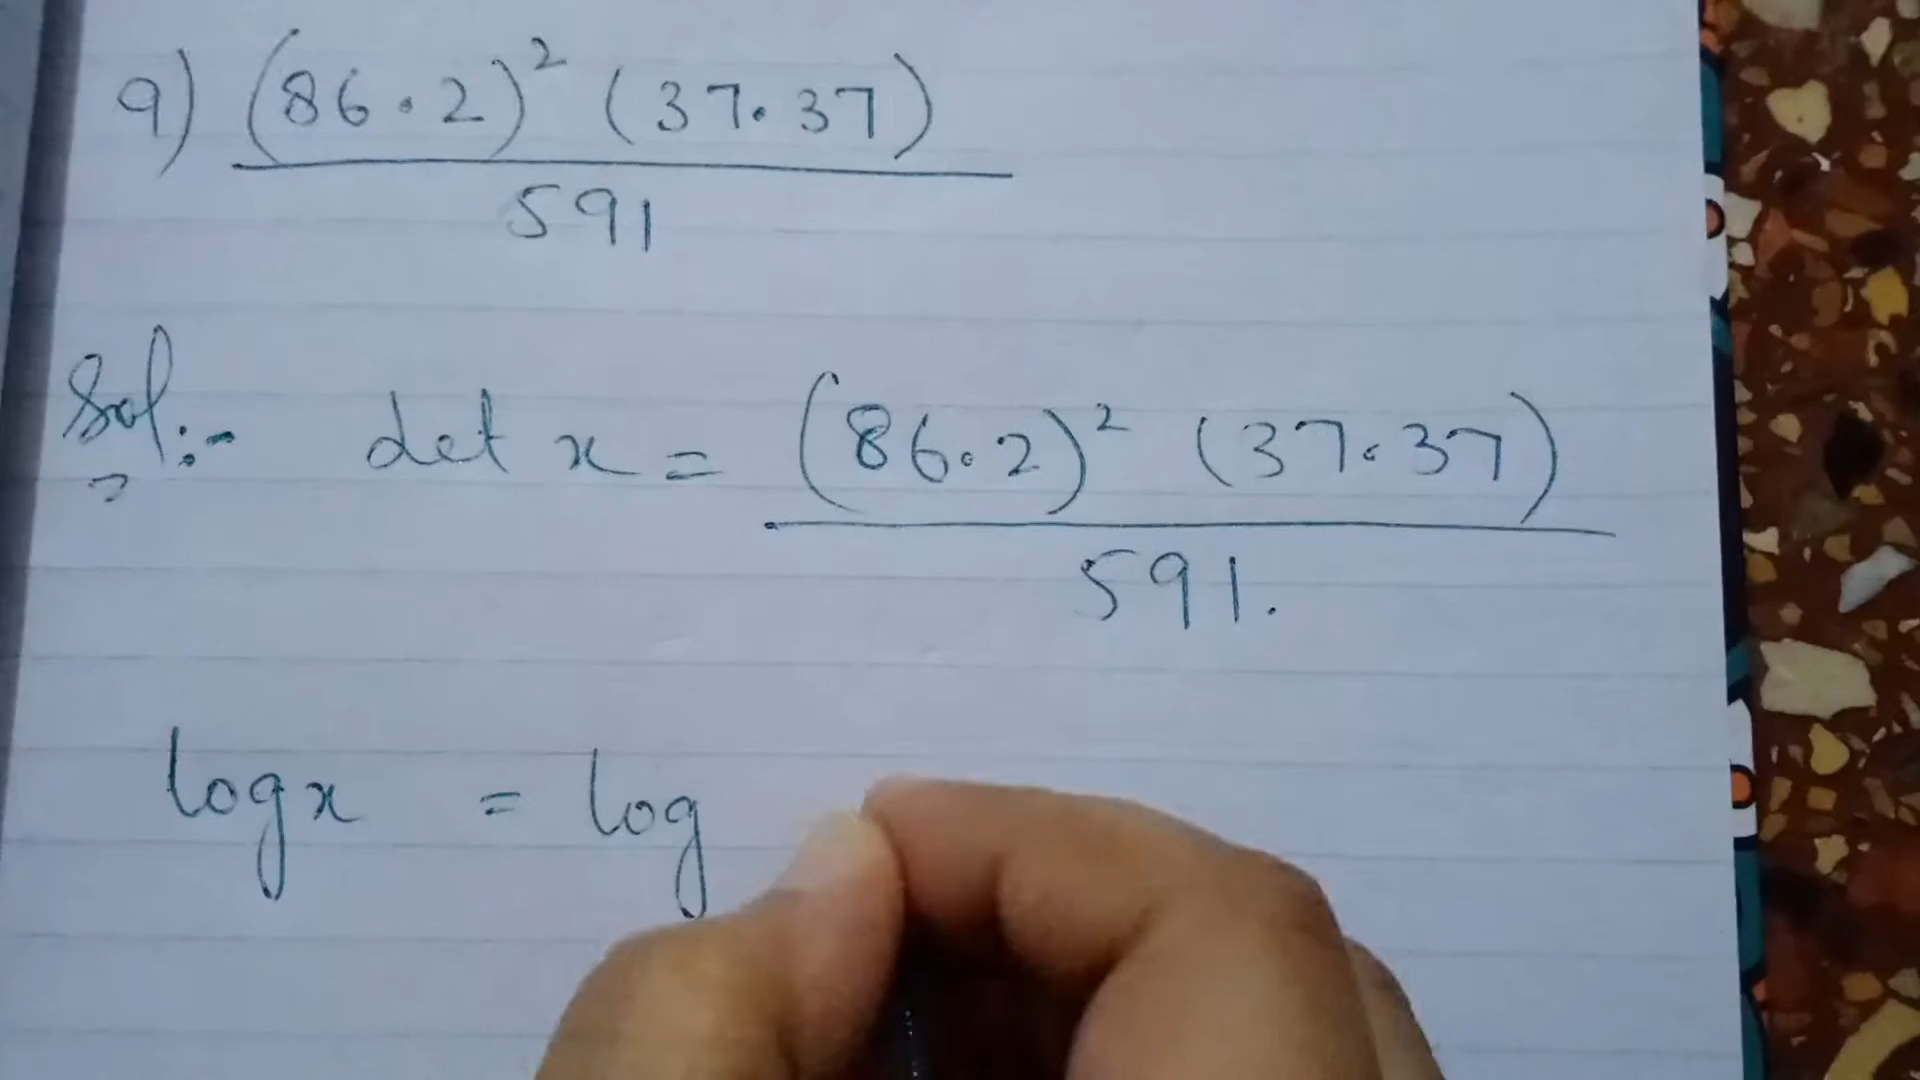 9) (86.2)² (37.37)
591
Sol:- let x = (86.2)² (37.37)
591.
log x = log